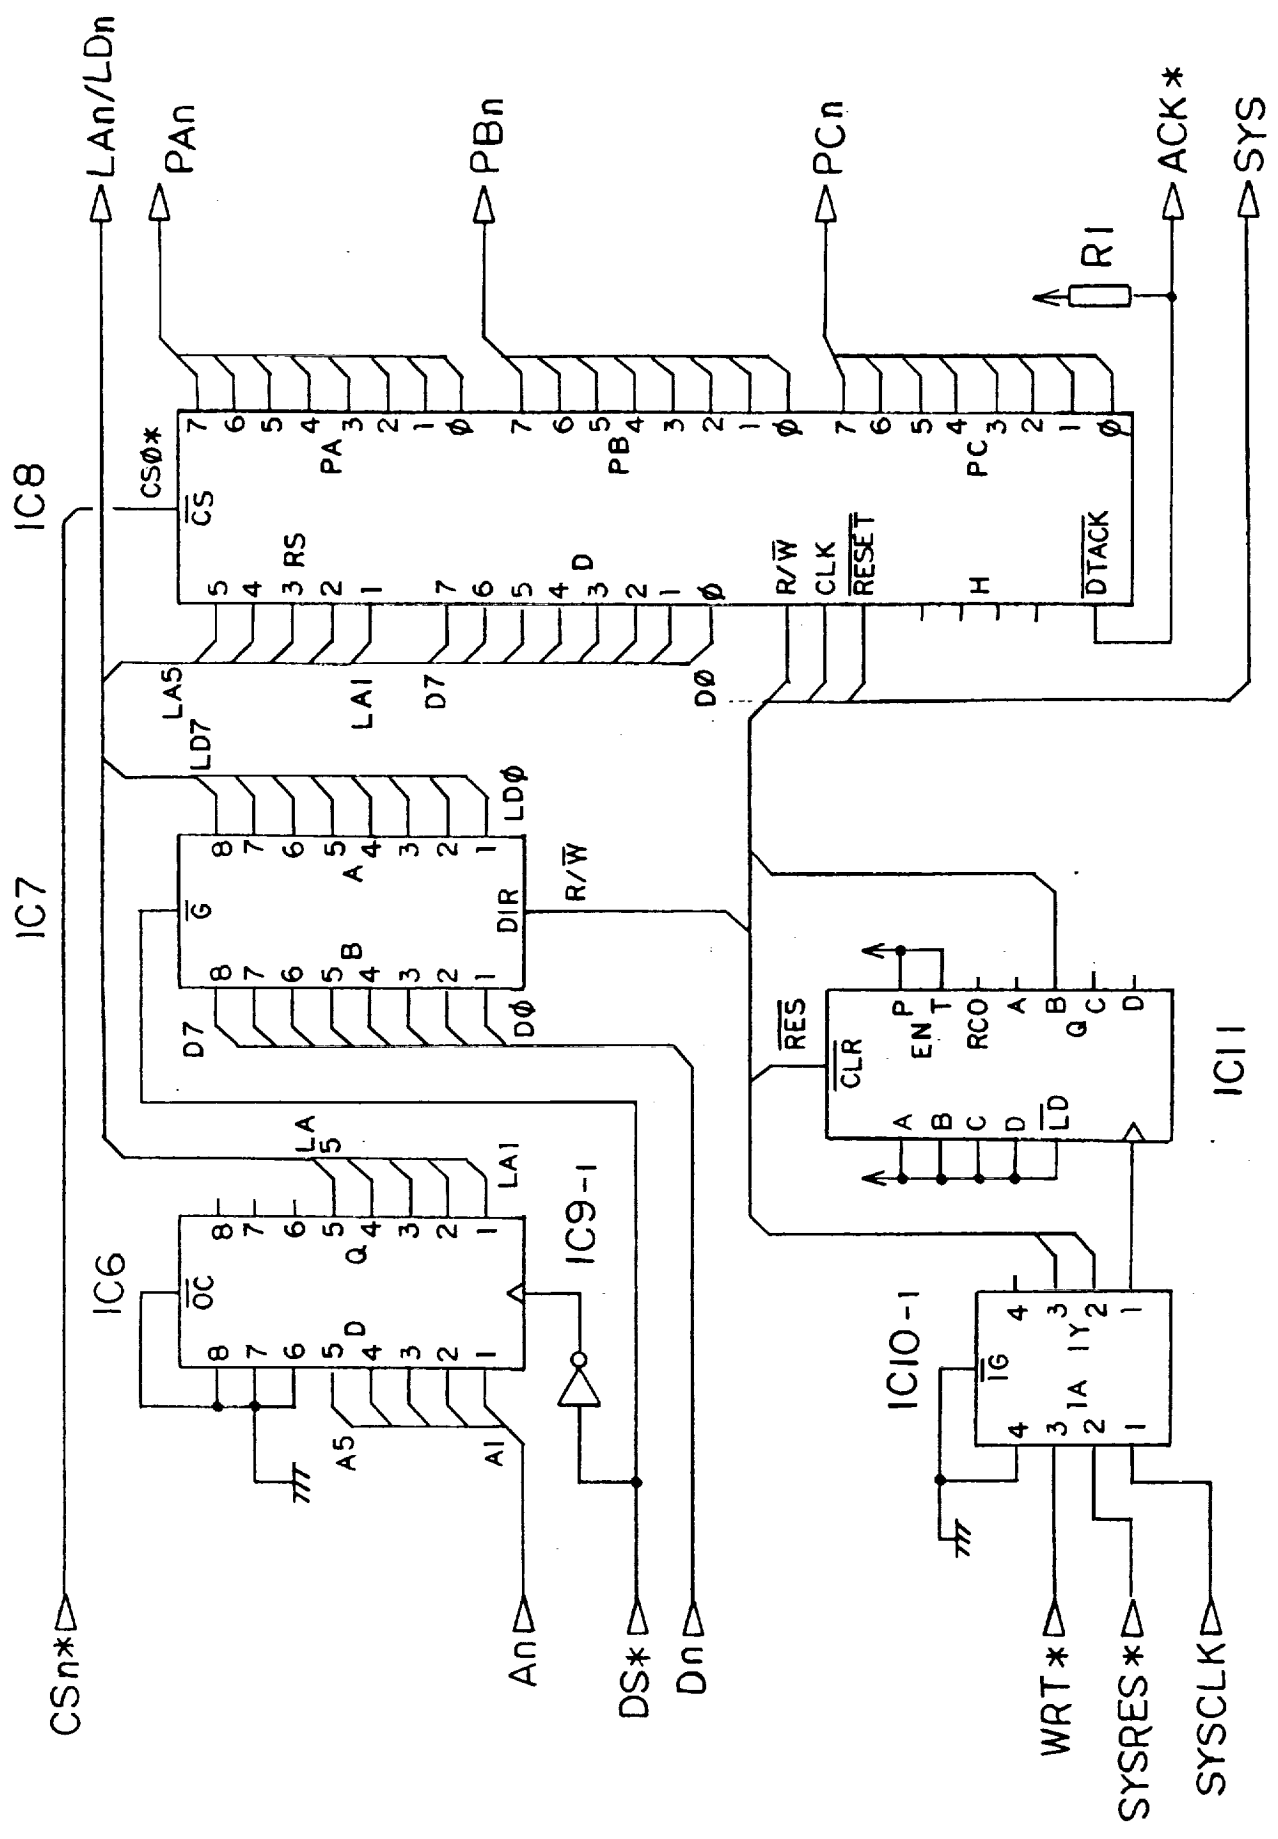 CSn*
An
DS*
Dn
WRT*
SYSRES*
SYSCLK
IC6
OC
8
7
6
5
4
3
2
1
D
8
7
6
5
4
3
2
1
Q
A5
A1
LA
5
LA1
IC9-1
IC7
G
8
7
6
5
4
3
2
1
B
8
7
6
5
4
3
2
1
A
DIR
D7
DØ
LD7
LDØ
R/W
IC8
CSØ*
CS
5
4
3
2
1
RS
7
6
5
4
3
2
1
Ø
D
R/W
CLK
RESET
H
DTACK
LA5
LA1
D7
DØ
7
6
5
4
3
2
1
Ø
PA
7
6
5
4
3
2
1
Ø
PB
7
6
5
4
3
2
1
Ø
PC
IC10-1
1G
4
3
2
1
1A
4
3
2
1
1Y
IC11
RES
CLR
A
B
C
D
LD
P
T
EN
RCO
A
B
C
D
Q
R1
LAn/LDn
PAn
PBn
PCn
ACK*
SYS